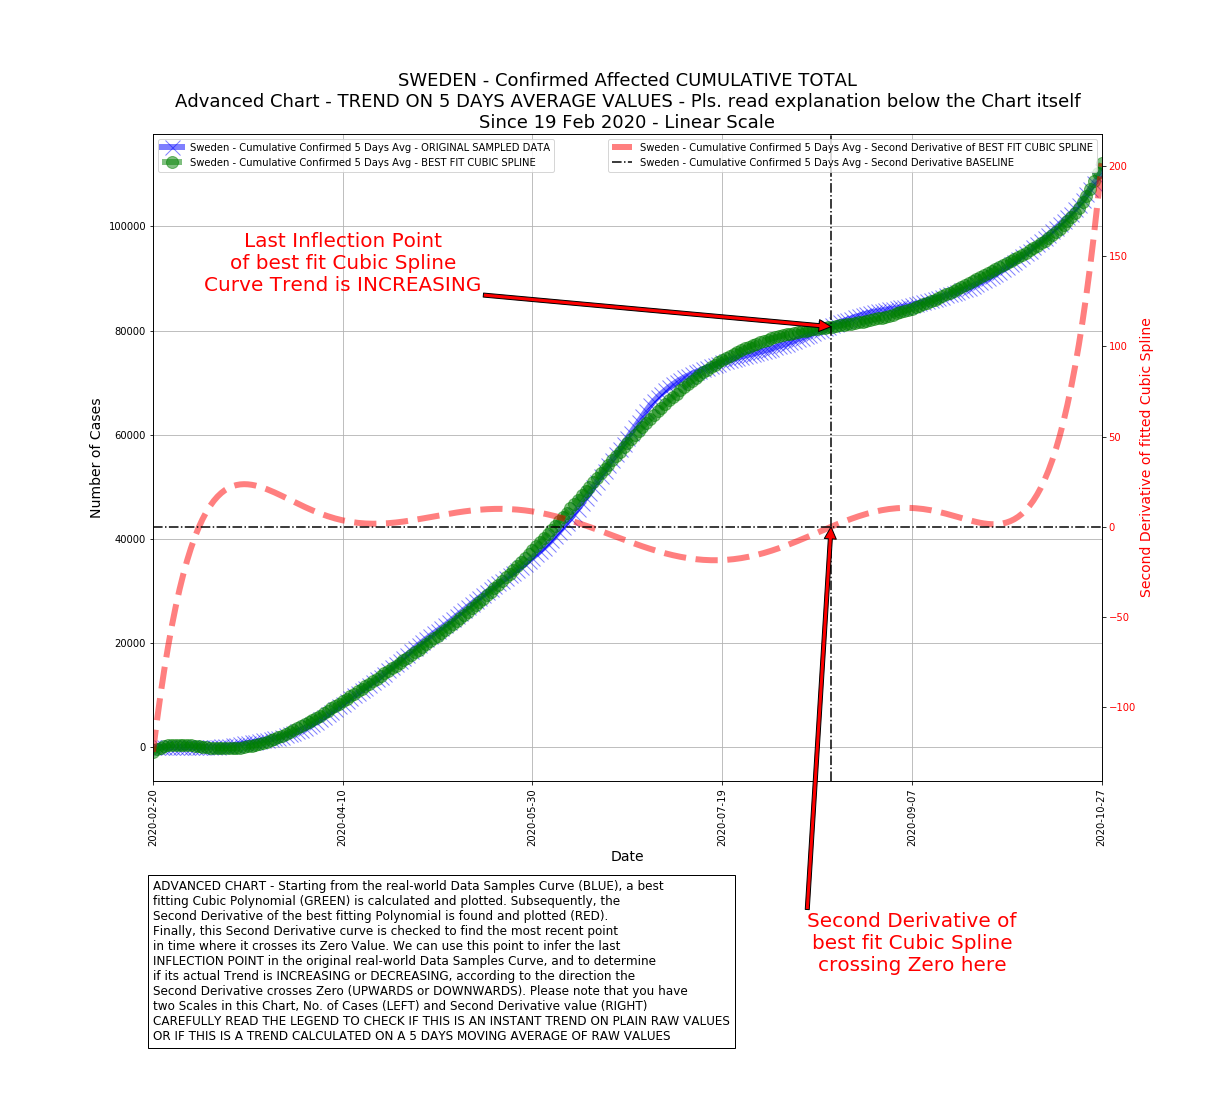 SWEDEN - Confirmed Affected CUMULATIVE TOTAL
Advanced Chart - TREND ON 5 DAYS AVERAGE VALUES - Pls. read explanation below the Chart itself
Since 19 Feb 2020 - Linear Scale
Sweden - Cumulative Confirmed 5 Days Avg - ORIGINAL SAMPLED DATA
Sweden - Cumulative Confirmed 5 Days Avg - BEST FIT CUBIC SPLINE
Sweden - Cumulative Confirmed 5 Days Avg - Second Derivative of BEST FIT CUBIC SPLINE
Sweden - Cumulative Confirmed 5 Days Avg - Second Derivative BASELINE
Last Inflection Point
of best fit Cubic Spline
Curve Trend is INCREASING
Number of Cases
100000
80000
60000
40000
20000
0
200
150
100
50
0
−50
−100
Second Derivative of fitted Cubic Spline
2020-02-20
2020-04-10
2020-05-30
2020-07-19
2020-09-07
2020-10-27
Date
ADVANCED CHART - Starting from the real-world Data Samples Curve (BLUE), a best
fitting Cubic Polynomial (GREEN) is calculated and plotted. Subsequently, the
Second Derivative of the best fitting Polynomial is found and plotted (RED).
Finally, this Second Derivative curve is checked to find the most recent point
in time where it crosses its Zero Value. We can use this point to infer the last
INFLECTION POINT in the original real-world Data Samples Curve, and to determine
if its actual Trend is INCREASING or DECREASING, according to the direction the
Second Derivative crosses Zero (UPWARDS or DOWNWARDS). Please note that you have
two Scales in this Chart, No. of Cases (LEFT) and Second Derivative value (RIGHT)
CAREFULLY READ THE LEGEND TO CHECK IF THIS IS AN INSTANT TREND ON PLAIN RAW VALUES
OR IF THIS IS A TREND CALCULATED ON A 5 DAYS MOVING AVERAGE OF RAW VALUES
Second Derivative of
best fit Cubic Spline
crossing Zero here